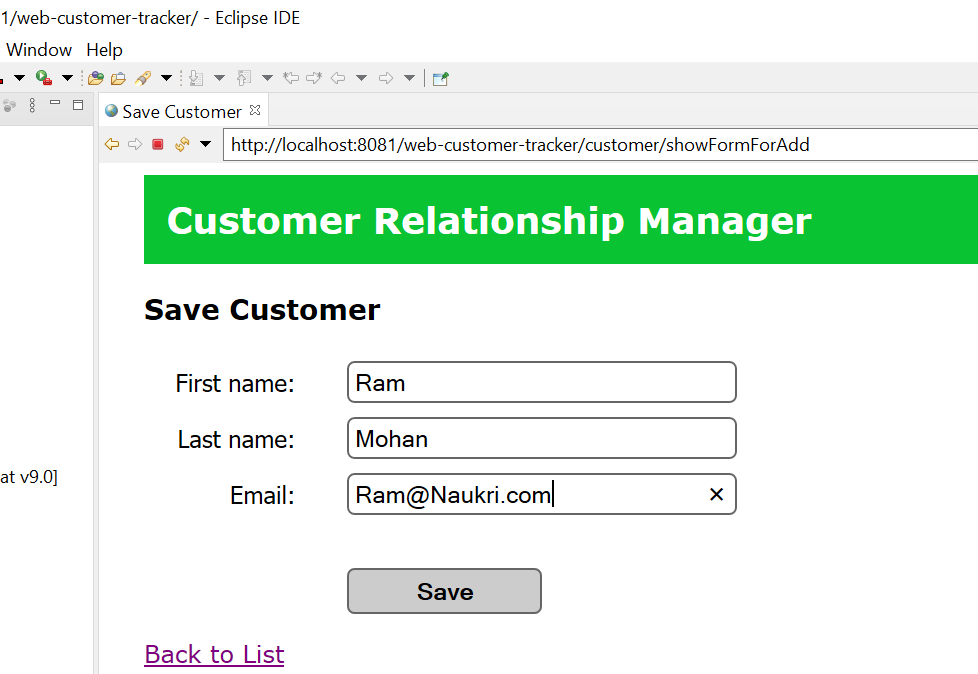 1/web-customer-tracker/ - Eclipse IDE
Window Help
Save Customer
http://localhost:8081/web-customer-tracker/customer/showFormForAdd
Customer Relationship Manager
Save Customer
First name: Ram
Last name: Mohan
at v9.0]
Email: Ram@Naukri.com
Save
Back to List